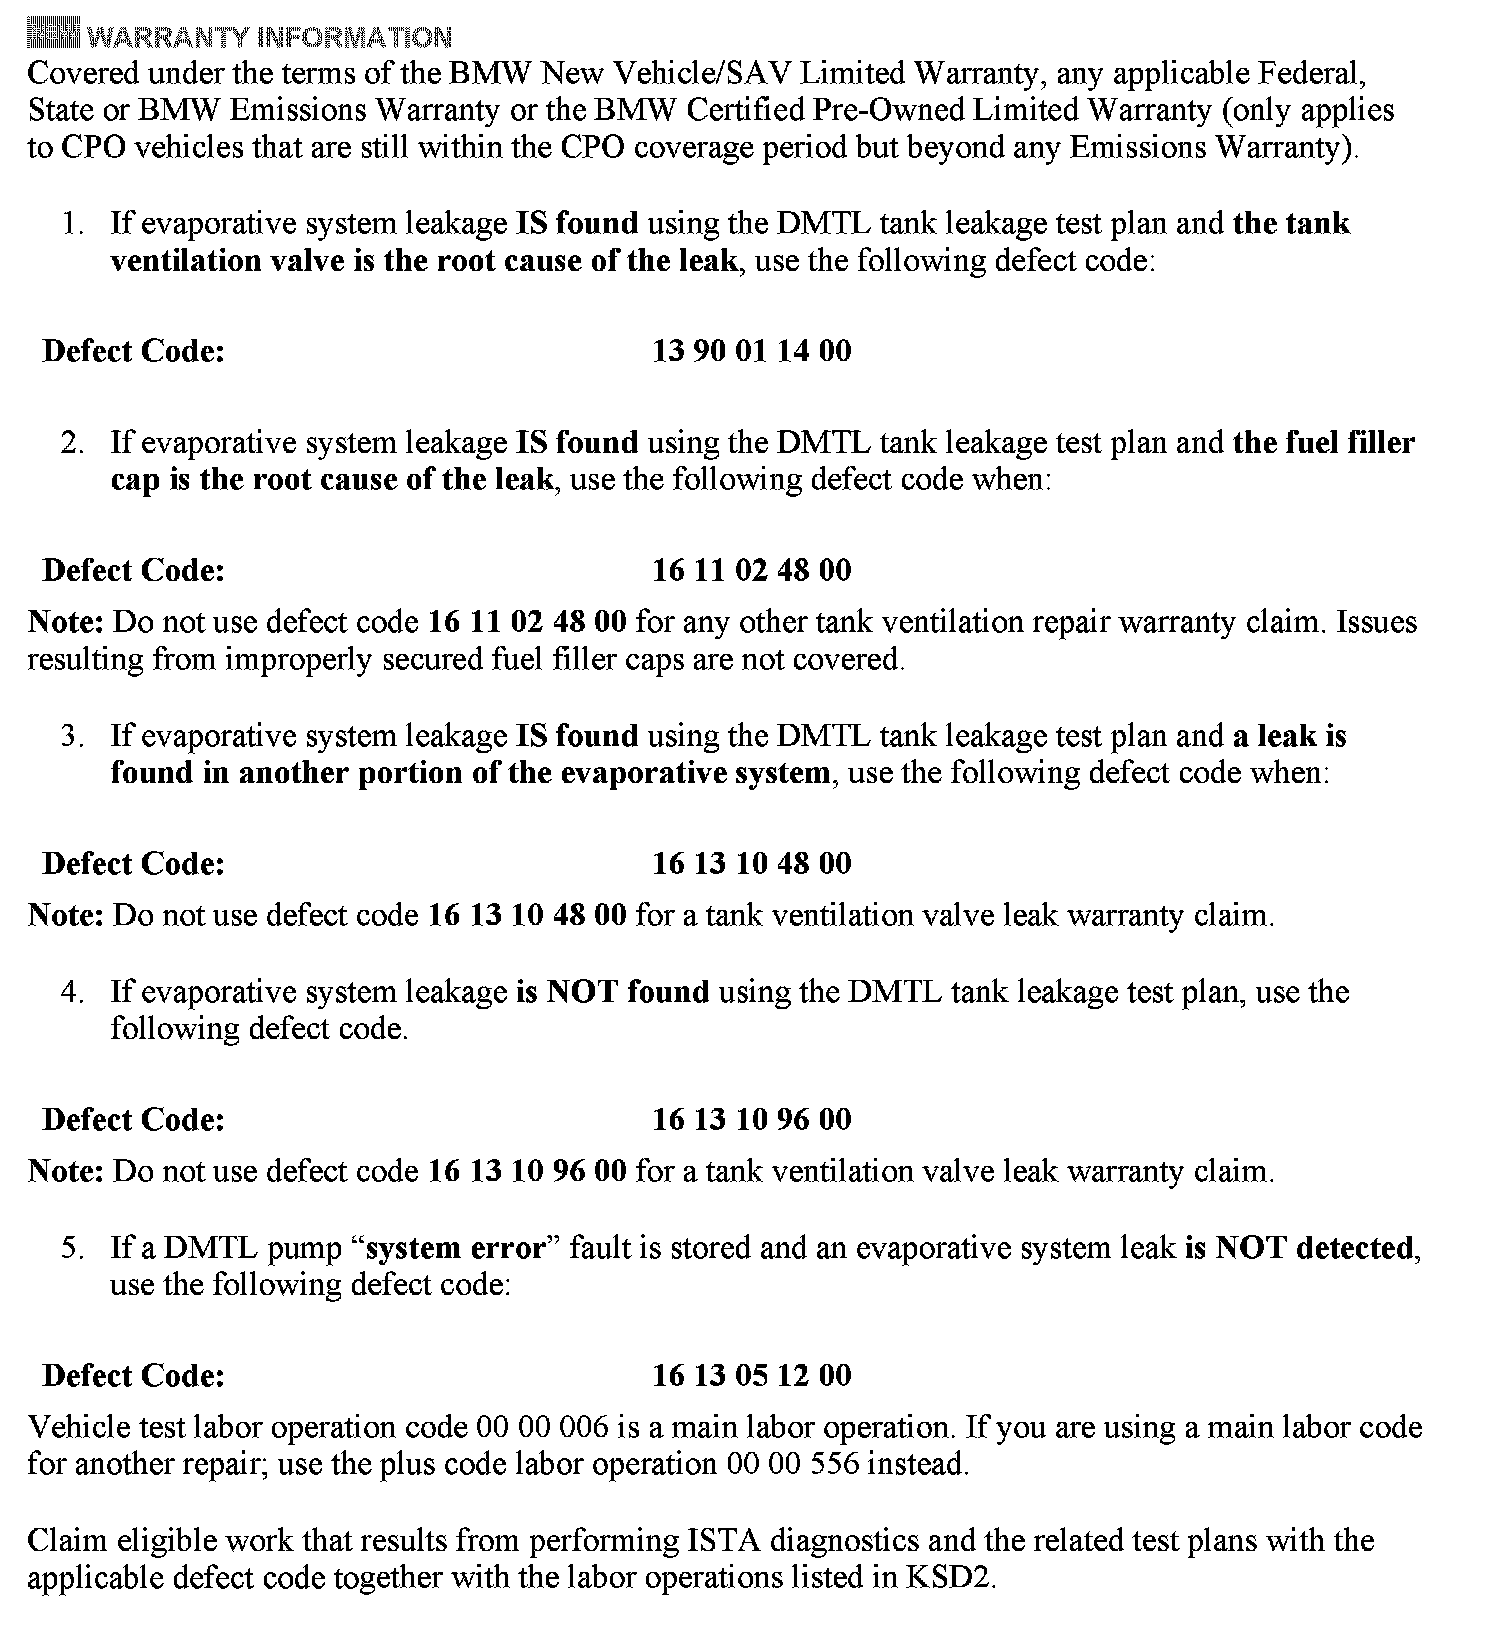 WARRANTY INFORMATION
Covered under the terms of the BMW New Vehicle/SAV Limited Warranty, any applicable Federal,
State or BMW Emissions Warranty or the BMW Certified Pre-Owned Limited Warranty (only applies
to CPO vehicles that are still within the CPO coverage period but beyond any Emissions Warranty).
1. If evaporative system leakage IS found using the DMTL tank leakage test plan and the tank
ventilation valve is the root cause of the leak, use the following defect code:
Defect Code: 13 90 01 14 00
2. If evaporative system leakage IS found using the DMTL tank leakage test plan and the fuel filler
cap is the root cause of the leak, use the following defect code when:
Defect Code: 16 11 02 48 00
Note: Do not use defect code 16 11 02 48 00 for any other tank ventilation repair warranty claim. Issues
resulting from improperly secured fuel filler caps are not covered.
3. If evaporative system leakage IS found using the DMTL tank leakage test plan and a leak is
found in another portion of the evaporative system, use the following defect code when:
Defect Code: 16 13 10 48 00
Note: Do not use defect code 16 13 10 48 00 for a tank ventilation valve leak warranty claim.
4. If evaporative system leakage is NOT found using the DMTL tank leakage test plan, use the
following defect code.
Defect Code: 16 13 10 96 00
Note: Do not use defect code 16 13 10 96 00 for a tank ventilation valve leak warranty claim.
5. If a DMTL pump “system error” fault is stored and an evaporative system leak is NOT detected,
use the following defect code:
Defect Code: 16 13 05 12 00
Vehicle test labor operation code 00 00 006 is a main labor operation. If you are using a main labor code
for another repair; use the plus code labor operation 00 00 556 instead.
Claim eligible work that results from performing ISTA diagnostics and the related test plans with the
applicable defect code together with the labor operations listed in KSD2.